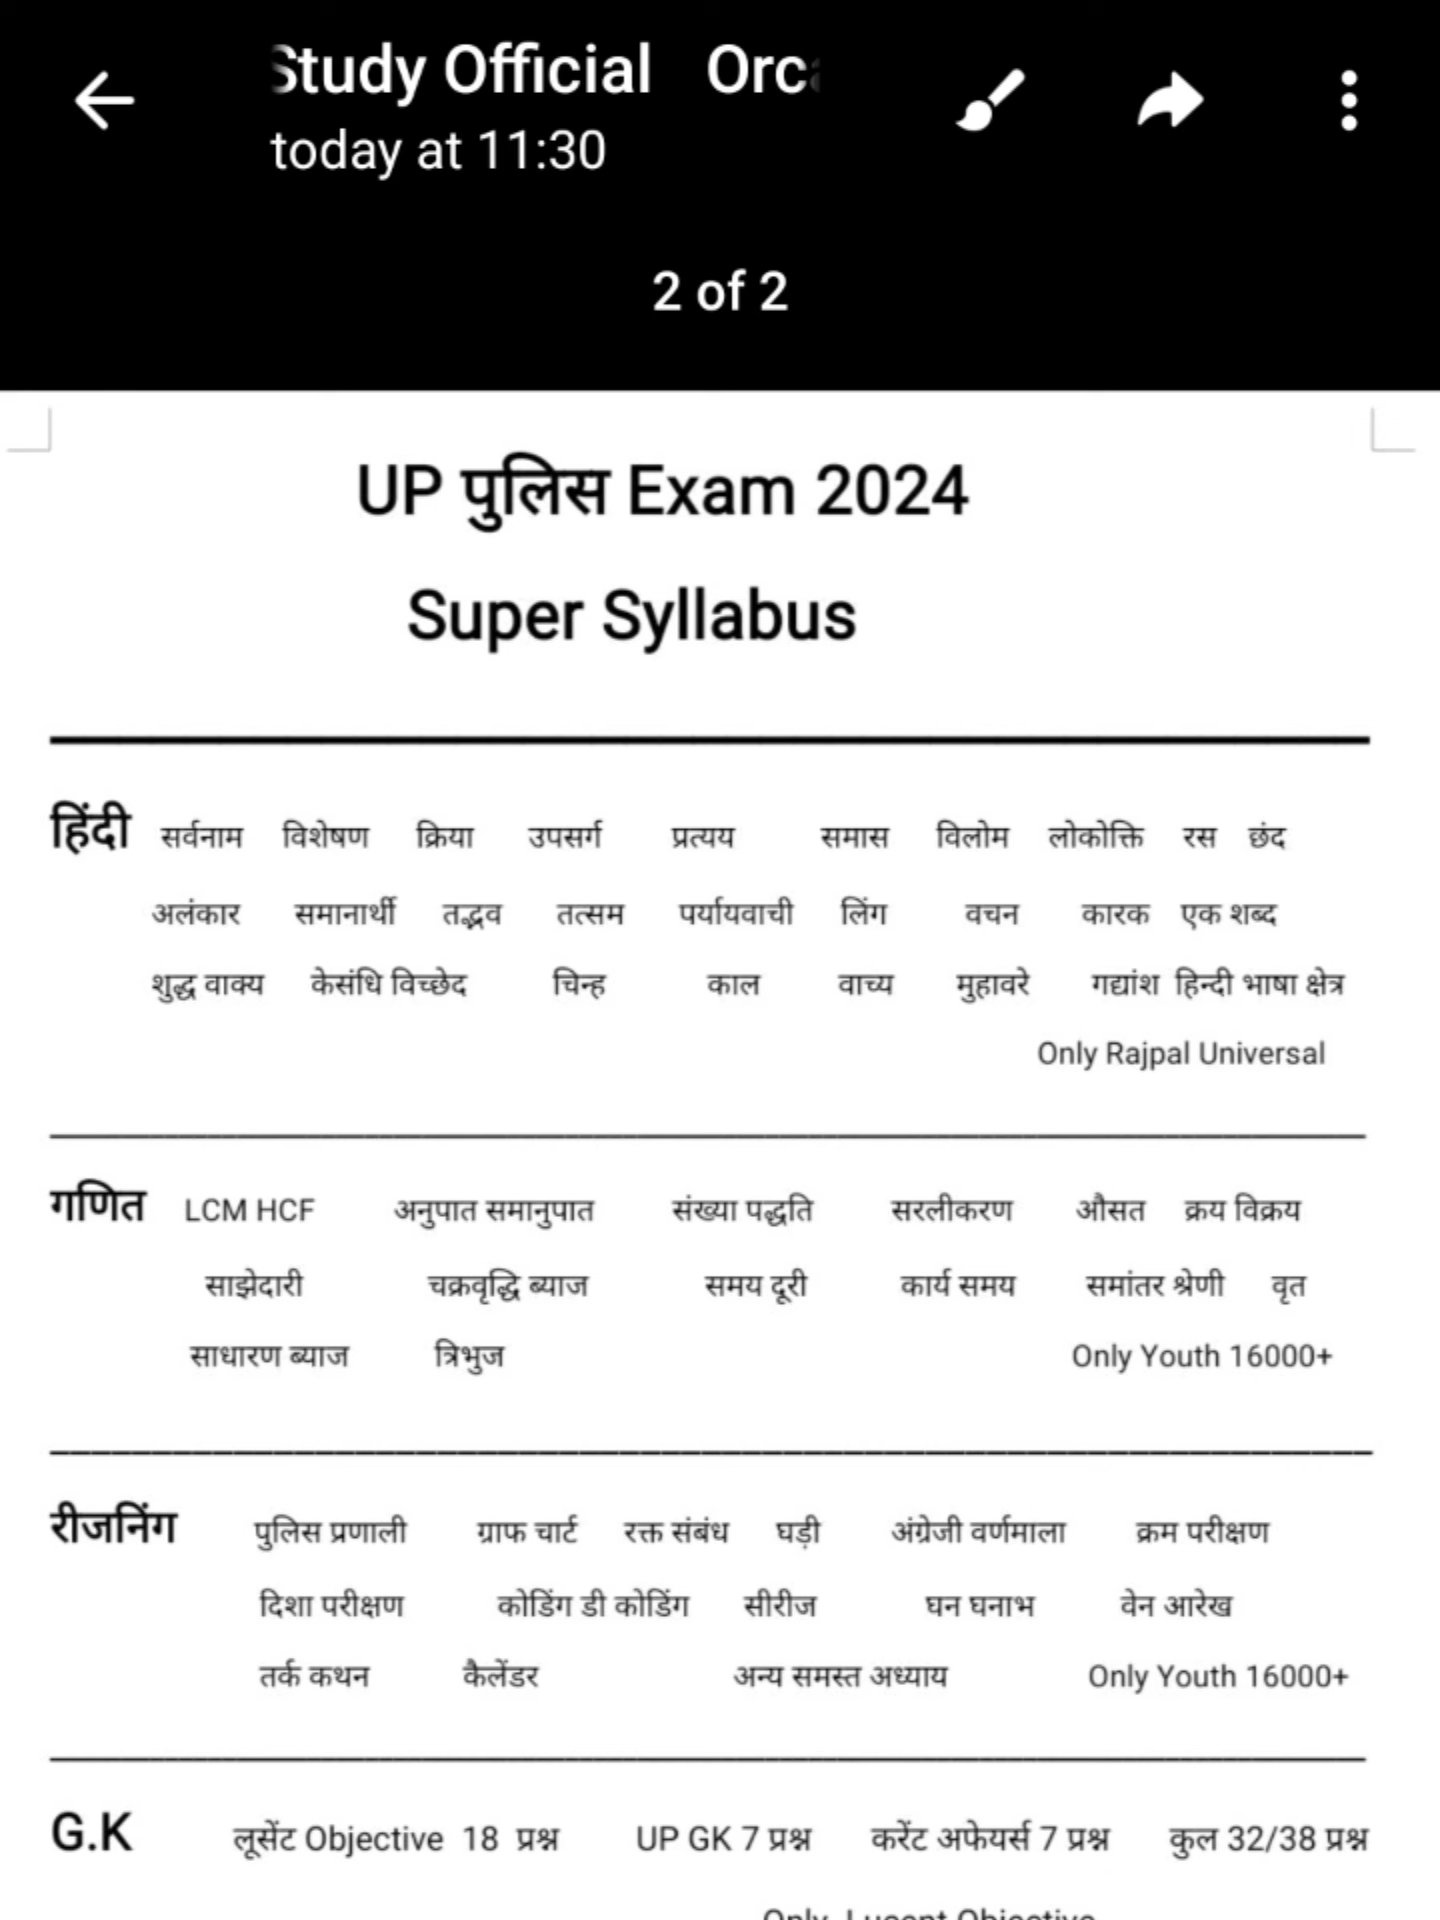 Study Official Orc
today at 11:30
2 of 2
UP पुलिस Exam 2024
Super Syllabus
हिंदी सर्वनाम विशेषण क्रिया उपसर्ग प्रत्यय समास विलोम लोकोक्ति रस छंद
अलंकार समानार्थी तद्भव तत्सम पर्यायवाची लिंग वचन कारक एक शब्द
शुद्ध वाक्य केसंधि विच्छेद चिन्ह काल वाच्य मुहावरे गद्यांश हिन्दी भाषा क्षेत्र
Only Rajpal Universal
गणित LCM HCF अनुपात समानुपात संख्या पद्धति सरलीकरण औसत क्रय विक्रय
साझेदारी चक्रवृद्धि ब्याज समय दूरी कार्य समय समांतर श्रेणी वृत
साधारण ब्याज त्रिभुज Only Youth 16000+
रीजनिंग पुलिस प्रणाली ग्राफ चार्ट रक्त संबंध घड़ी अंग्रेजी वर्णमाला क्रम परीक्षण
दिशा परीक्षण कोडिंग डी कोडिंग सीरीज घन घनाभ वेन आरेख
तर्क कथन कैलेंडर अन्य समस्त अध्याय Only Youth 16000+
G.K लूसेंट Objective 18 प्रश्न UP GK 7 प्रश्न करेंट अफेयर्स 7 प्रश्न कुल 32/38 प्रश्न
Only Lucent Objective